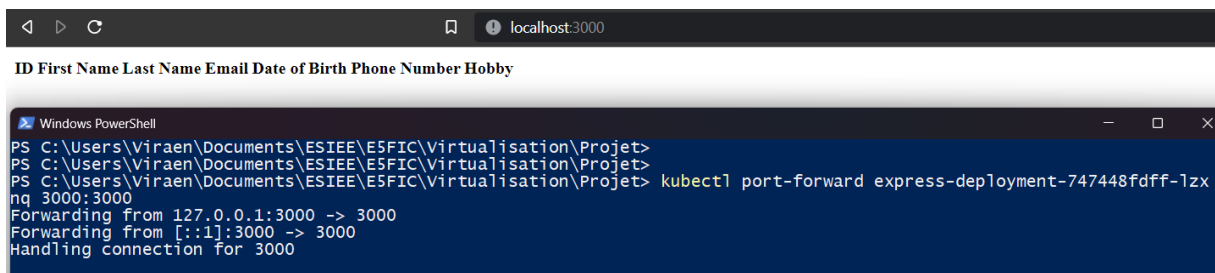 localhost:3000
ID First Name Last Name Email Date of Birth Phone Number Hobby
Windows PowerShell
PS C:\Users\Viraen\Documents\ESIEE\E5FIC\Virtualisation\Projet>
PS C:\Users\Viraen\Documents\ESIEE\E5FIC\Virtualisation\Projet>
PS C:\Users\Viraen\Documents\ESIEE\E5FIC\Virtualisation\Projet> kubectl port-forward express-deployment-747448fdff-lzx
nq 3000:3000
Forwarding from 127.0.0.1:3000 -> 3000
Forwarding from [::1]:3000 -> 3000
Handling connection for 3000